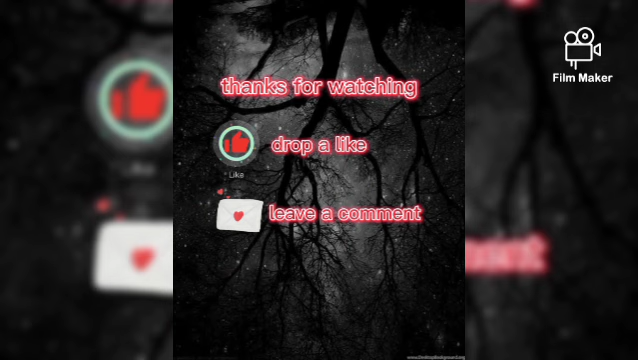 Film Maker
thanks for watching
drop a like
Like
leave a comment